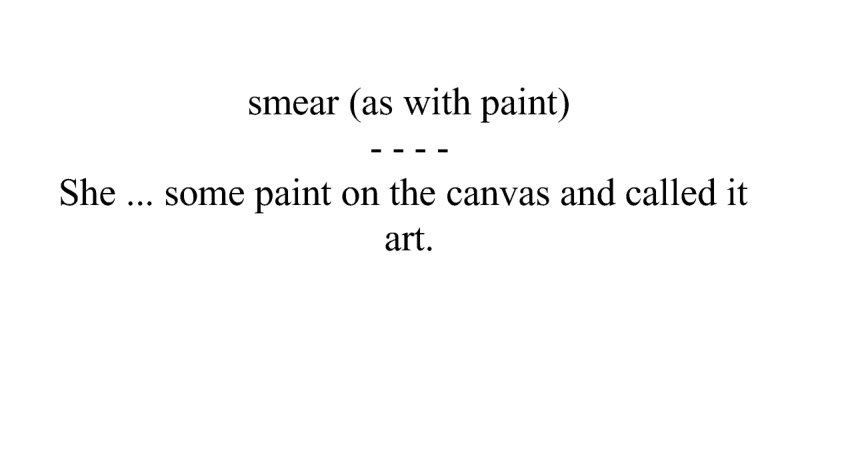 smear (as with paint)
- - - -
She ... some paint on the canvas and called it
art.